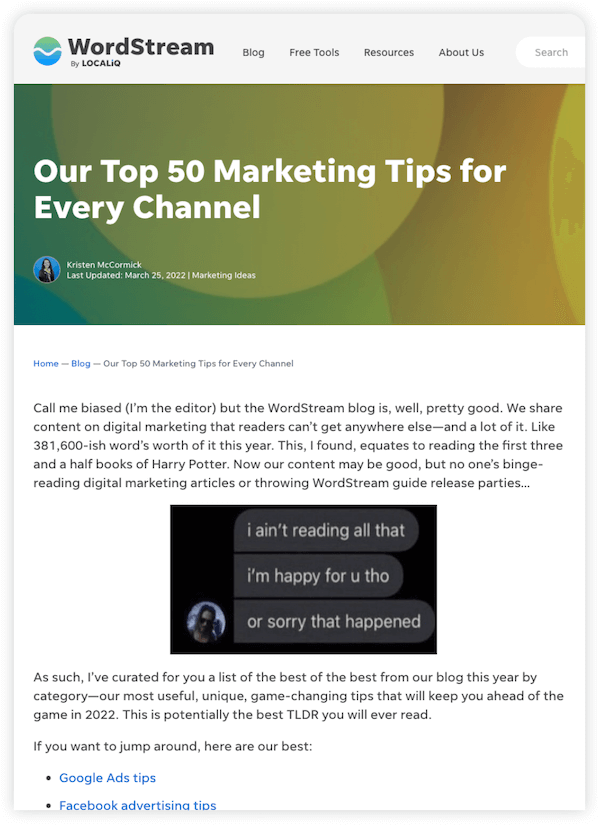 WordStream
By LOCALiQ
Blog
Free Tools
Resources
About Us
Search
Our Top 50 Marketing Tips for
Every Channel
Kristen McCormick
Last Updated: March 25, 2022 | Marketing Ideas
Home — Blog — Our Top 50 Marketing Tips for Every Channel
Call me biased (I'm the editor) but the WordStream blog is, well, pretty good. We share
content on digital marketing that readers can't get anywhere else—and a lot of it. Like
381,600-ish word's worth of it this year. This, I found, equates to reading the first three
and a half books of Harry Potter. Now our content may be good, but no one's binge-
reading digital marketing articles or throwing WordStream guide release parties...
i ain't reading all that
i'm happy for u tho
or sorry that happened
As such, I've curated for you a list of the best of the best from our blog this year by
category—our most useful, unique, game-changing tips that will keep you ahead of the
game in 2022. This is potentially the best TLDR you will ever read.
If you want to jump around, here are our best:
• Google Ads tips
• Facebook advertising tips